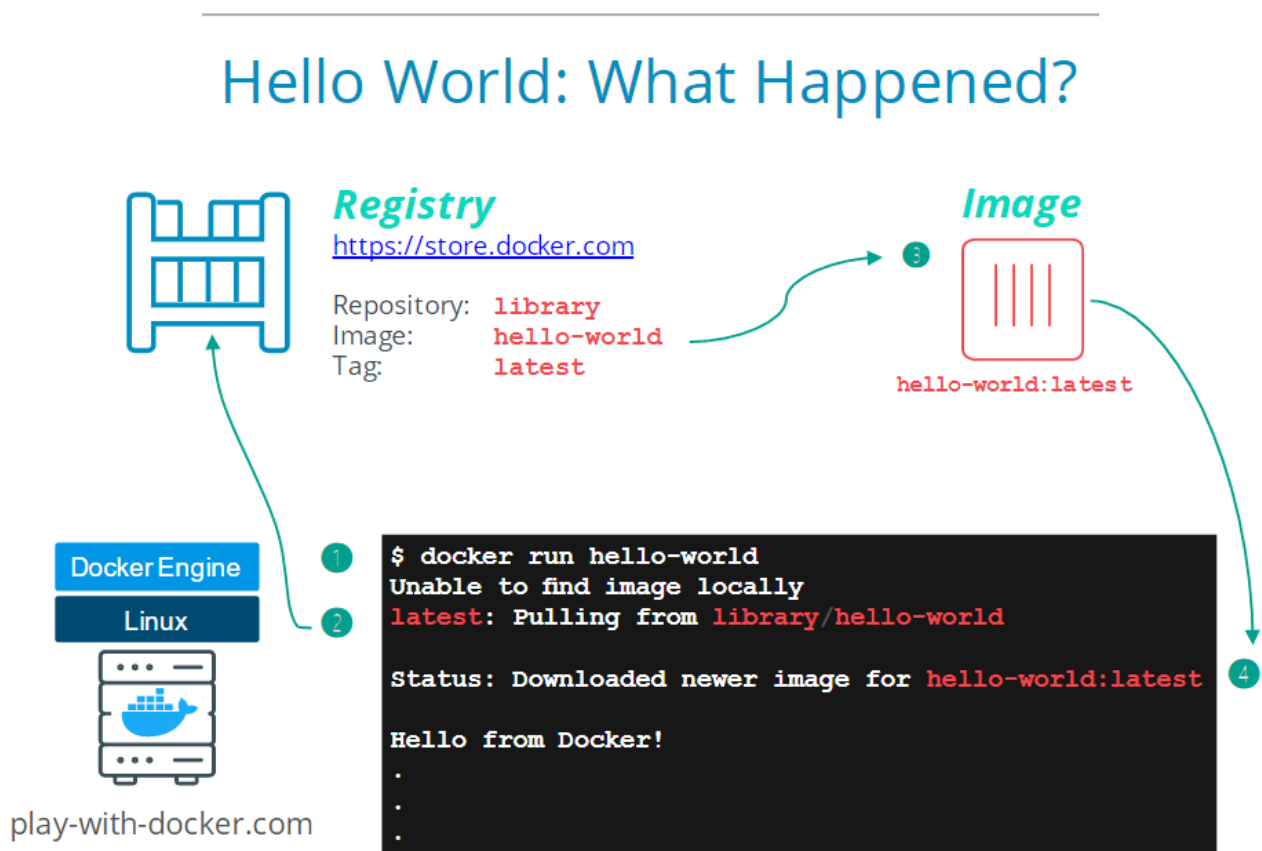 Hello World: What Happened?
Registry
https://store.docker.com
Repository: library
Image: hello-world
Tag: latest
3
Image
hello-world:latest
Docker Engine
Linux
play-with-docker.com
1
2
$ docker run hello-world
Unable to find image locally
latest: Pulling from library/hello-world
Status: Downloaded newer image for hello-world:latest
Hello from Docker!
.
.
.
4